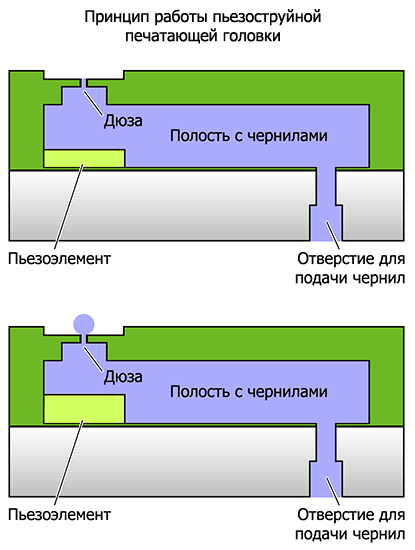 Принцип работы пьезоструйной
печатающей головки
Дюза
Полость с чернилами
Пьезоэлемент
Отверстие для
подачи чернил
Дюза
Полость с чернилами
Пьезоэлемент
Отверстие для
подачи чернил